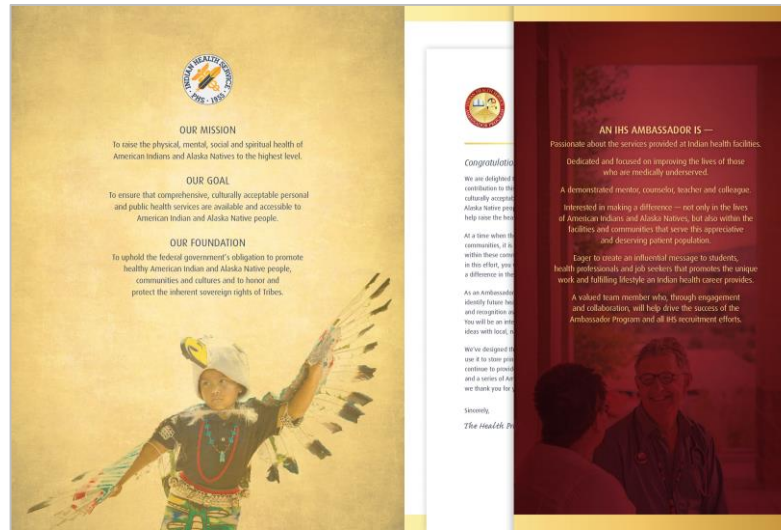 INDIAN HEALTH SERVICE
PHS • 1955
OUR MISSION
To raise the physical, mental, social and spiritual health of
American Indians and Alaska Natives to the highest level.
OUR GOAL
To ensure that comprehensive, culturally acceptable personal
and public health services are available and accessible to
American Indian and Alaska Native people.
OUR FOUNDATION
To uphold the federal government's obligation to promote
healthy American Indian and Alaska Native people,
communities and cultures and to honor and
protect the inherent sovereign rights of Tribes.
Congratulatio
We are delighted
contribution to thi
culturally acceptab
Alaska Native peop
help raise the hea
At a time when th
communities, it is
within these com
in this effort, you
a difference in the
As an Ambassado
identify future hea
and recognition as
You will be an inte
ideas with local, n
We've designed th
use it to store prin
continue to provid
and a series of Am
we thank you for y
Sincerely,
The Health Pr
AN IHS AMBASSADOR IS —
Passionate about the services provided at Indian health facilities.
Dedicated and focused on improving the lives of those
who are medically underserved.
A demonstrated mentor, counselor, teacher and colleague.
Interested in making a difference — not only in the lives
of American Indians and Alaska Natives, but also within the
facilities and communities that serve this appreciative
and deserving patient population.
Eager to create an influential message to students,
health professionals and job seekers that promotes the unique
work and fulfilling lifestyle an Indian health career provides.
A valued team member who, through engagement
and collaboration, will help drive the success of the
Ambassador Program and all IHS recruitment efforts.